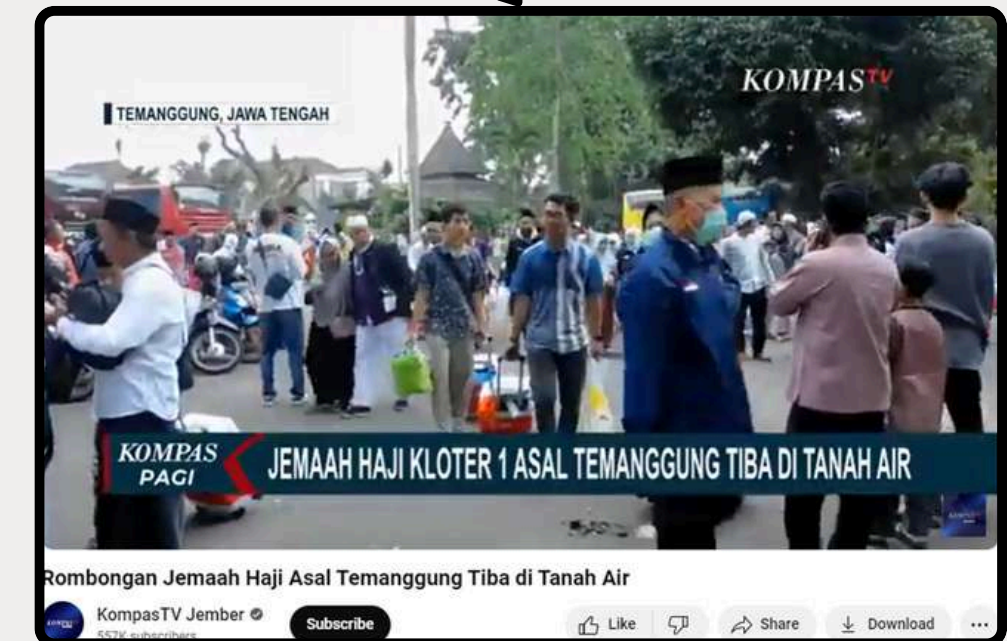 KOMPAS TV
TEMANGGUNG, JAWA TENGAH
KOMPAS
PAGI
JEMAAH HAJI KLOTER 1 ASAL TEMANGGUNG TIBA DI TANAH AIR
Rombongan Jemaah Haji Asal Temanggung Tiba di Tanah Air
KompasTV Jember
557K subscribers
Subscribe
Like
Share
Download